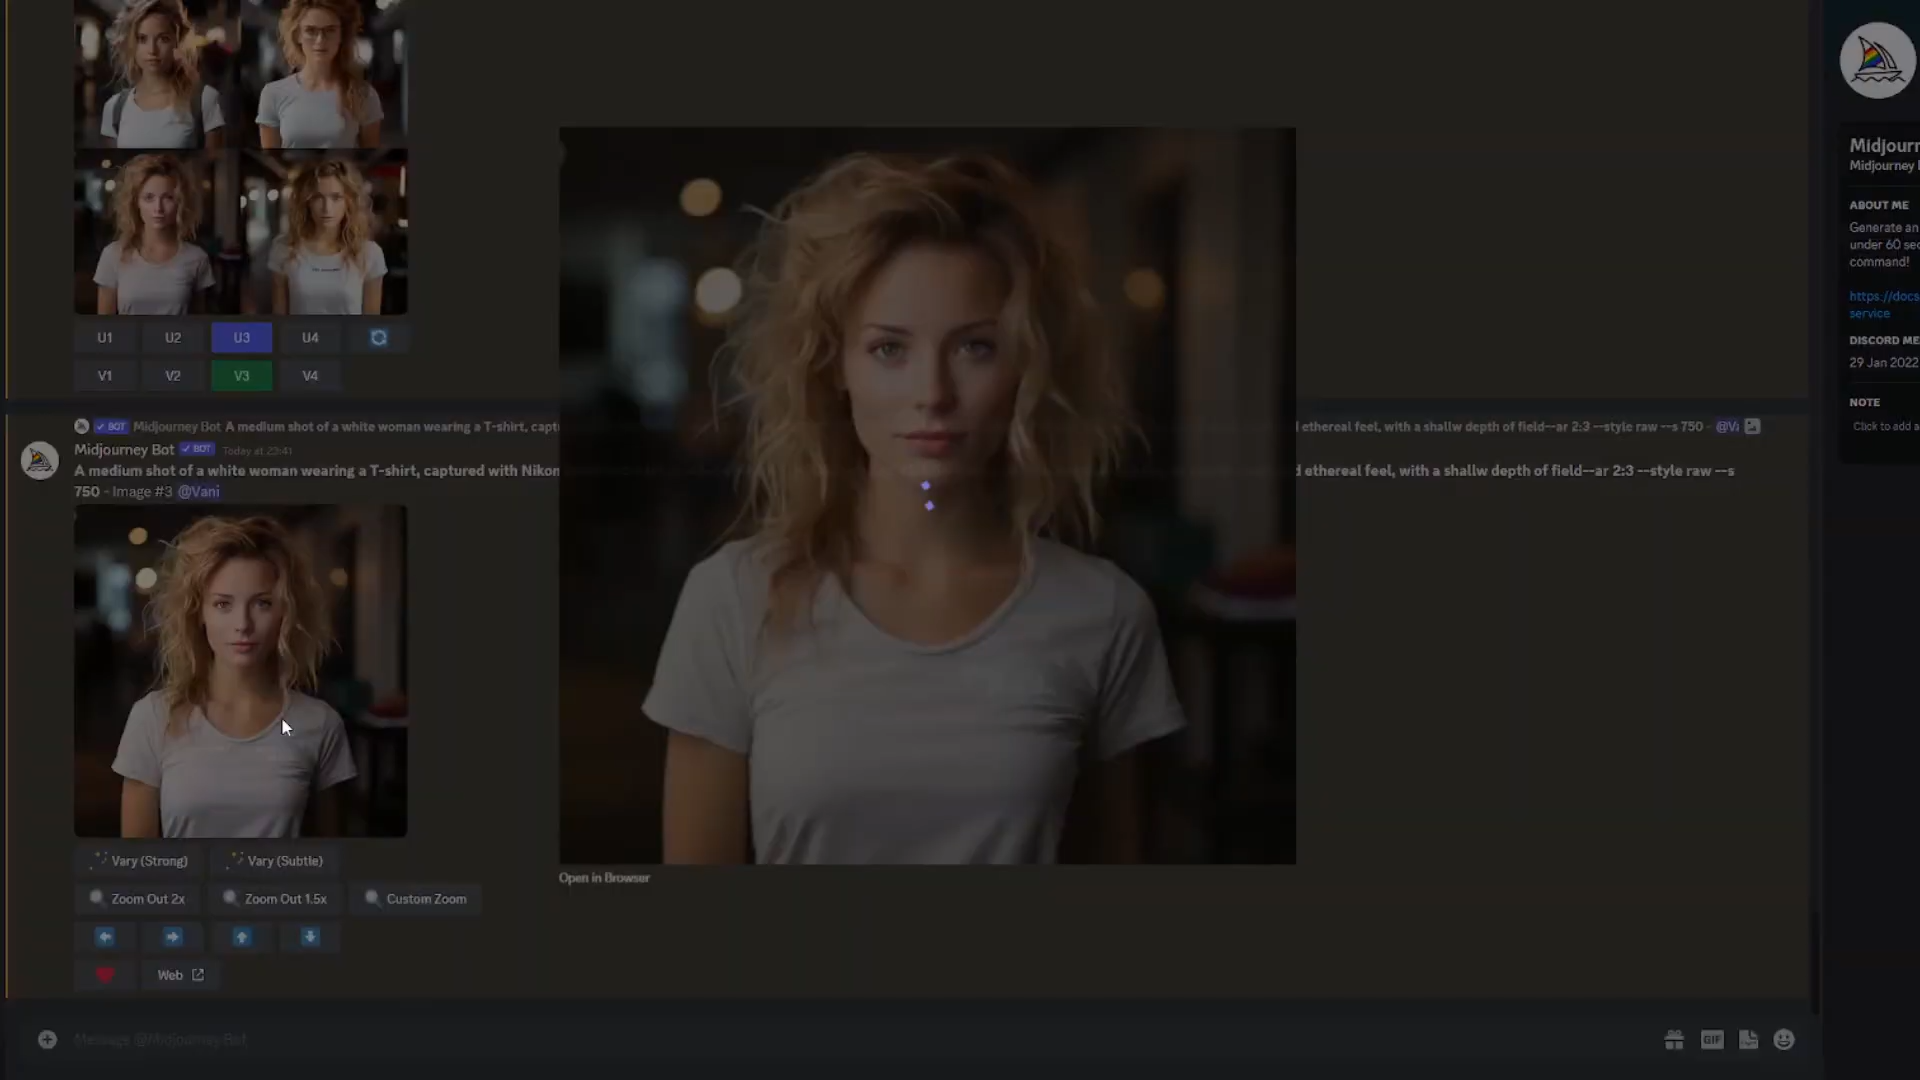 U1 U2 U3 U4
V1 V2 V3 V4
BOT Midjourney Bot A medium shot of a white woman wearing a T-shirt, capt ethereal feel, with a shallw depth of field--ar 2:3 --style raw --s 750 - @Va
Midjourney Bot BOT Today at 23:41
A medium shot of a white woman wearing a T-shirt, captured with Nikon d ethereal feel, with a shallw depth of field--ar 2:3 --style raw --s
750 - Image #3 @Vani
Vary (Strong) Vary (Subtle)
Zoom Out 2x Zoom Out 1.5x Custom Zoom
Web
Open in Browser
Message @Midjourney Bot
GIF
Midjourn
Midjourney
ABOUT ME
Generate an
under 60 sec
command!
https://docs
service
DISCORD ME
29 Jan 2022
NOTE
Click to add a